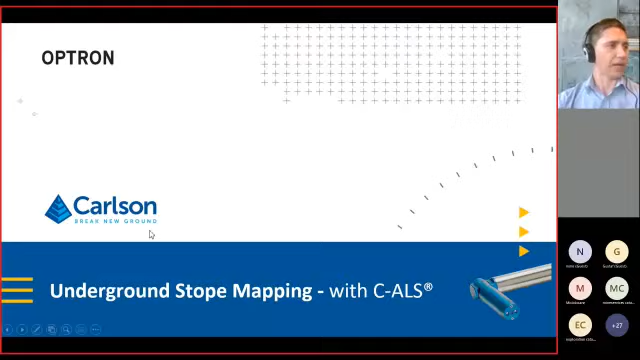 OPTRON
Carlson
BREAK NEW GROUND
Underground Stope Mapping - with C-ALS®
N
G
M
MC
EC
+27